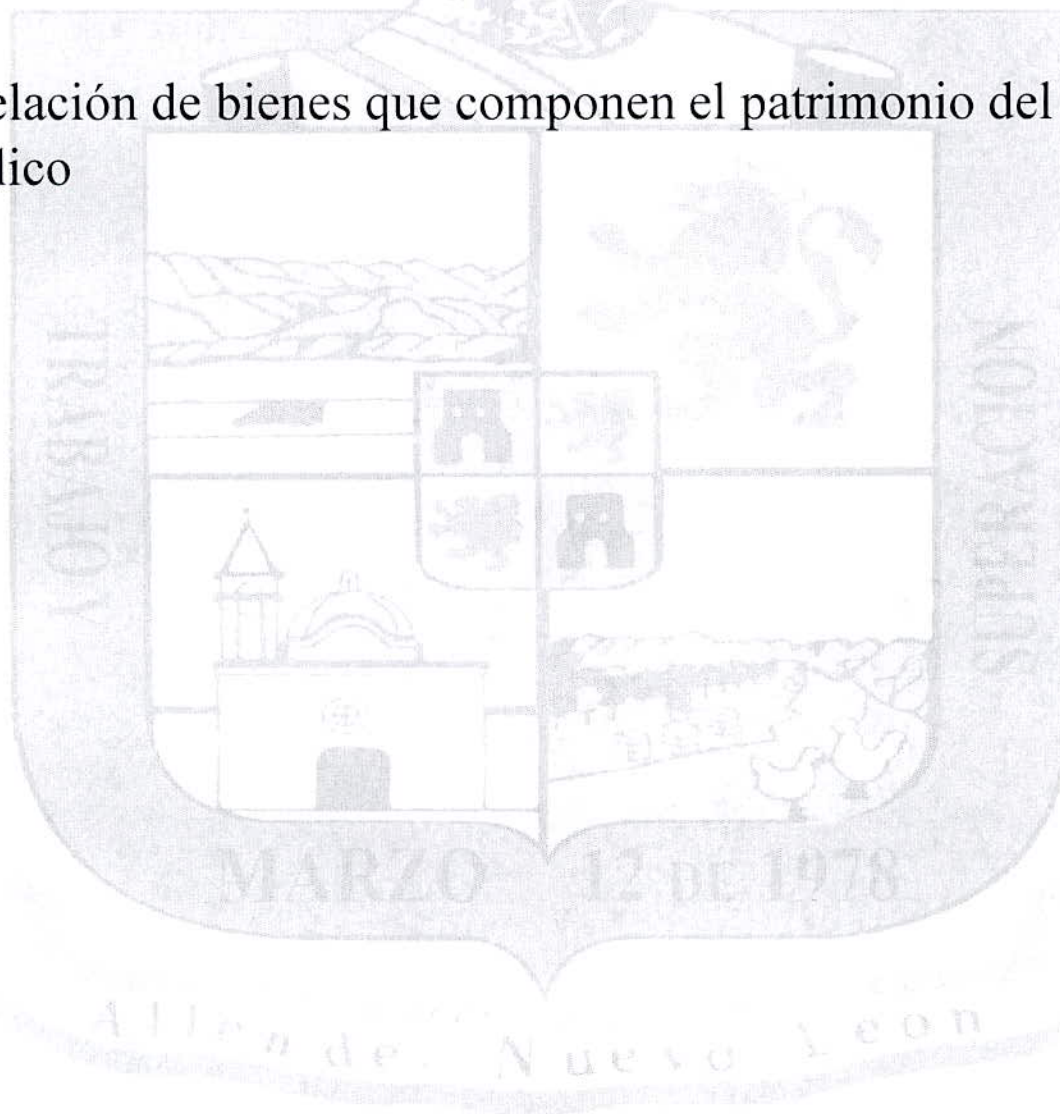 elación de bienes que componen el patrimonio del
lico
TRABAJO Y
SUPERACION
MARZO 12 DE 1978
Allende, Nuevo Leon